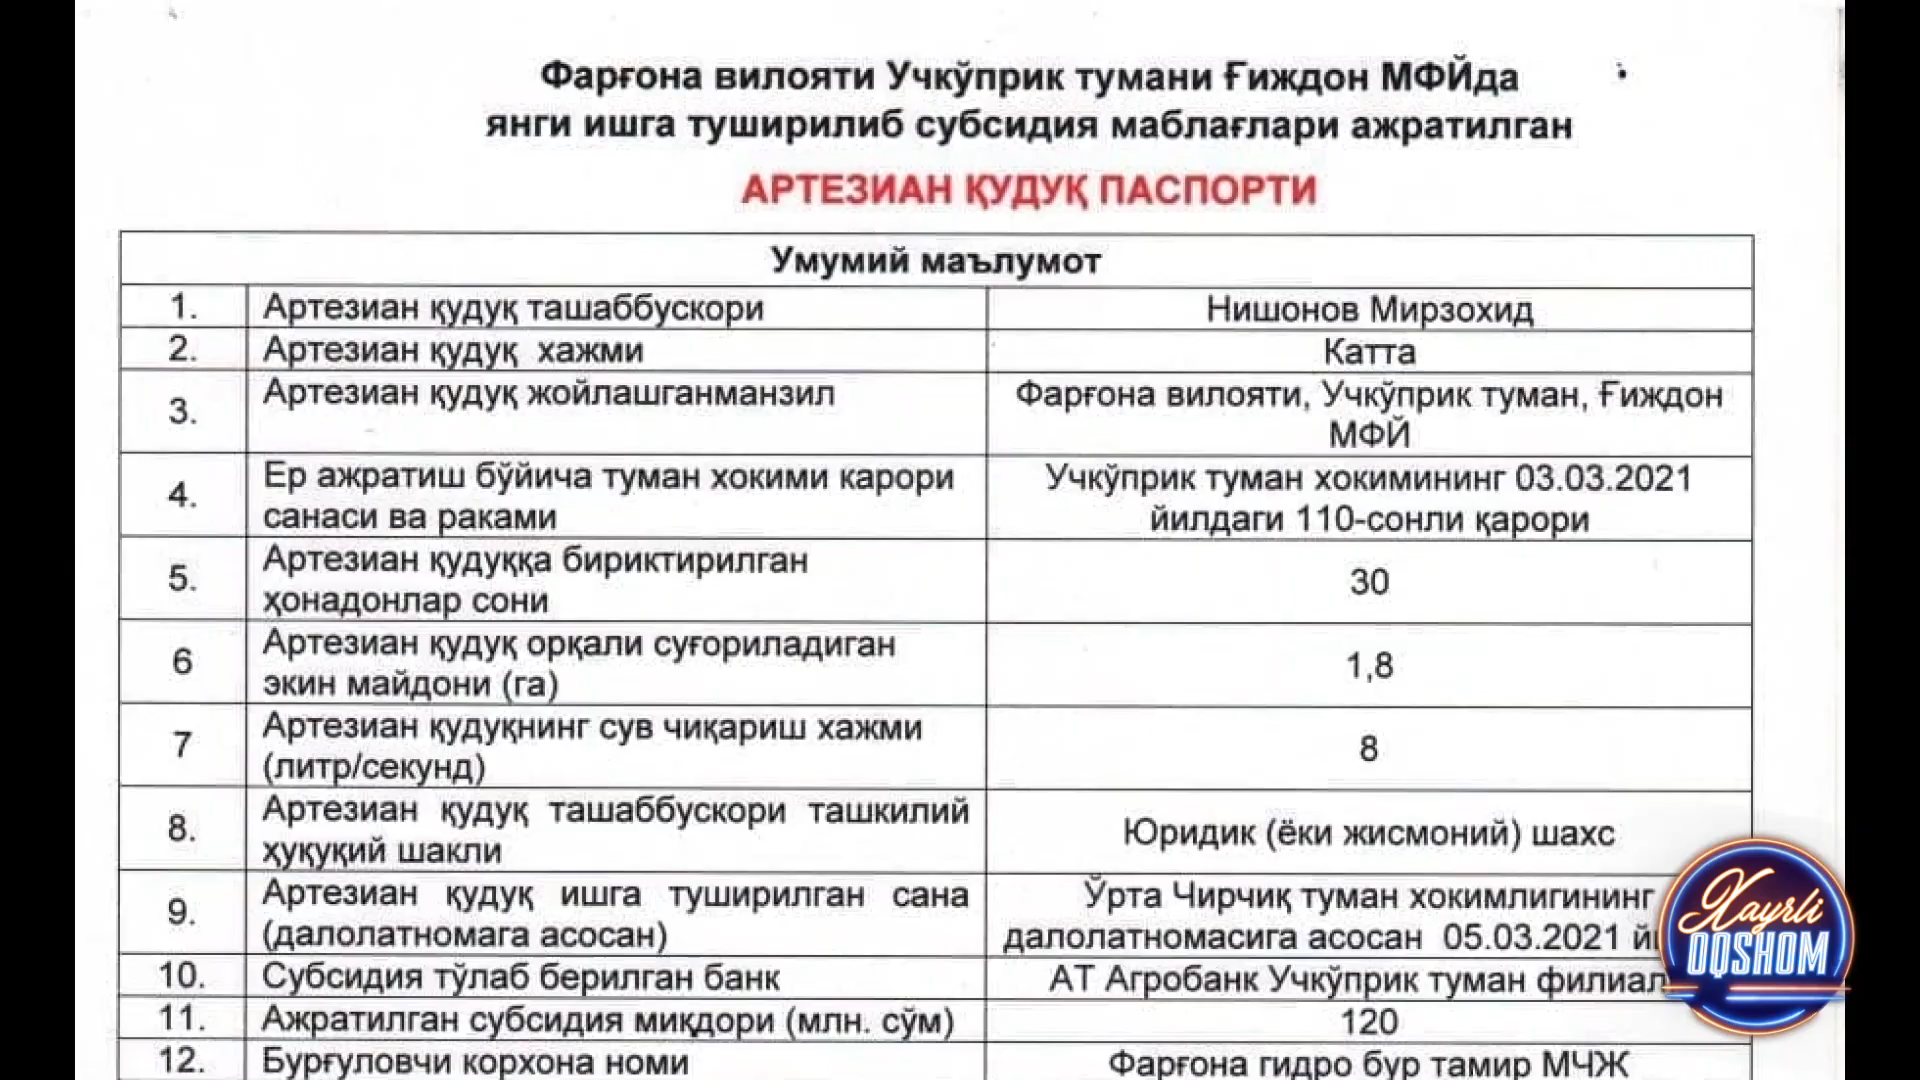 Фарғона вилояти Учкўприк тумани Ғиждон МФЙда
янги ишга туширилиб субсидия маблағлари ажратилган
АРТЕЗИАН ҚУДУҚ ПАСПОРТИ
Умумий маълумот
1. Артезиан қудуқ ташаббускори Нишонов Мирзохид
2. Артезиан қудуқ хажми Катта
3. Артезиан қудуқ жойлашганманзил Фарғона вилояти, Учкўприк туман, Ғиждон
МФЙ
4. Ер ажратиш бўйича туман хокими карори Учкўприк туман хокимининг 03.03.2021
санаси ва раками йилдаги 110-сонли қарори
5. Артезиан қудуққа бириктирилган 30
ҳонадонлар сони
6 Артезиан қудуқ орқали суғориладиган 1,8
экин майдони (га)
7 Артезиан қудуқнинг сув чиқариш хажми 8
(литр/секунд)
8. Артезиан қудуқ ташаббускори ташкилий Юридик (ёки жисмоний) шахс
ҳуқуқий шакли
9. Артезиан қудуқ ишга туширилган сана Ўрта Чирчиқ туман хокимлигининг
(далолатномага асосан) далолатномасига асосан 05.03.2021
10. Субсидия тўлаб берилган банк АТ Агробанк Учкўприк туман
11. Ажратилган субсидия миқдори (млн. сўм) 120
12. Бурғуловчи корхона номи Фарғона гидро бур тамир МЧЖ
Xayrli
OQSHOM